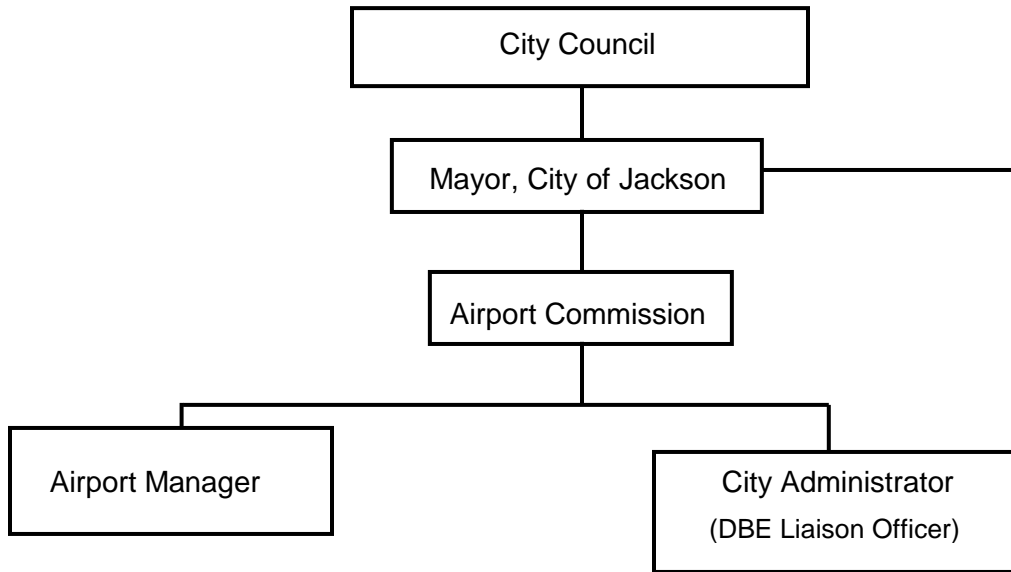 City Council
Mayor, City of Jackson
Airport Commission
Airport Manager
City Administrator
(DBE Liaison Officer)